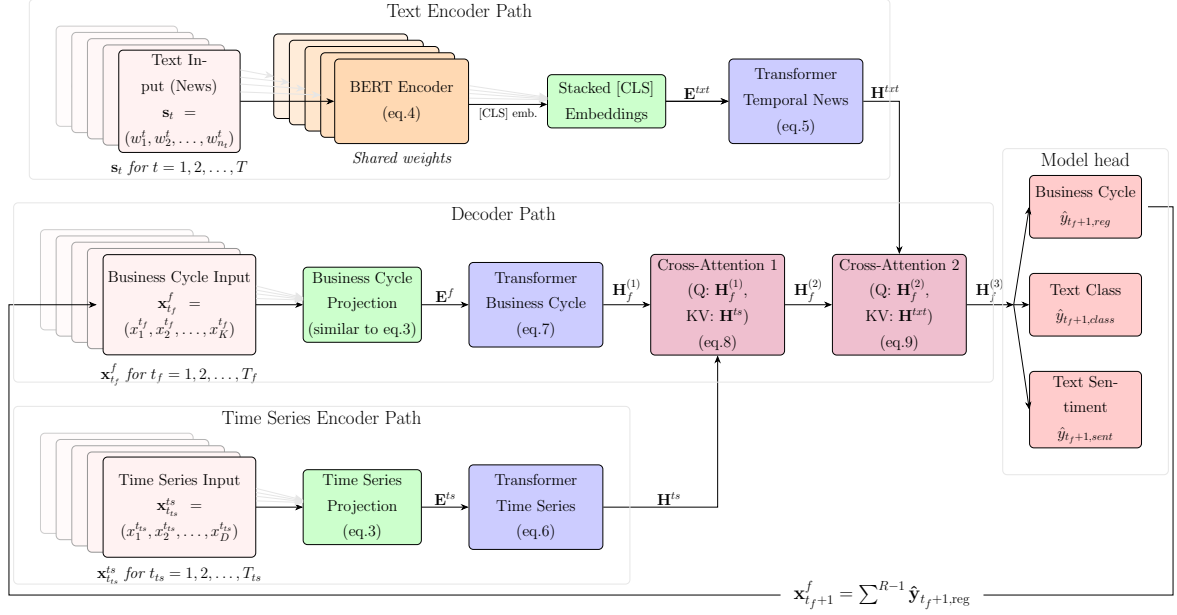 Text Encoder Path
Text In-
put (News)
s_t =
(w_1^t, w_2^t, . . . , w_{n_t}^t)
s_t for t = 1, 2, . . . , T
BERT Encoder
(eq.4)
Shared weights
[CLS] emb.
Stacked [CLS]
Embeddings
E^{txt}
Transformer
Temporal News
(eq.5)
H^{txt}
Decoder Path
Business Cycle Input
x_{t_f}^f =
(x_1^{t_f}, x_2^{t_f}, . . . , x_K^{t_f})
x_{t_f}^f for t_f = 1, 2, . . . , T_f
Business Cycle
Projection
(similar to eq.3)
E^f
Transformer
Business Cycle
(eq.7)
H_f^{(1)}
Cross-Attention 1
(Q: H_f^{(1)},
KV: H^{ts})
(eq.8)
H_f^{(2)}
Cross-Attention 2
(Q: H_f^{(2)},
KV: H^{txt})
(eq.9)
H_f^{(3)}
Model head
Business Cycle
ŷ_{t_f+1,reg}
Text Class
ŷ_{t_f+1,class}
Text Sen-
timent
ŷ_{t_f+1,sent}
Time Series Encoder Path
Time Series Input
x_{t_{ts}}^{ts} =
(x_1^{t_{ts}}, x_2^{t_{ts}}, . . . , x_D^{t_{ts}})
x_{t_{ts}}^{ts} for t_{ts} = 1, 2, . . . , T_{ts}
Time Series
Projection
(eq.3)
E^{ts}
Transformer
Time Series
(eq.6)
H^{ts}
x_{t_f+1}^f = ∑^{R−1} ŷ_{t_f+1,reg}